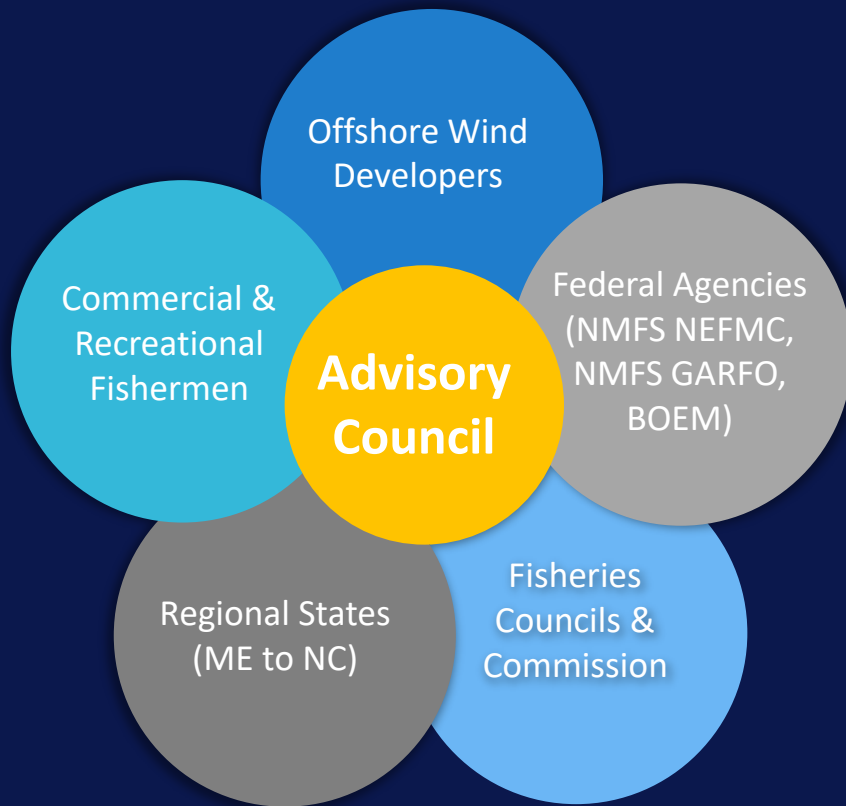 Offshore Wind
Developers
Commercial &
Recreational
Fishermen
Federal Agencies
(NMFS NEFMC,
NMFS GARFO,
BOEM)
Advisory
Council
Regional States
(ME to NC)
Fisheries
Councils &
Commission